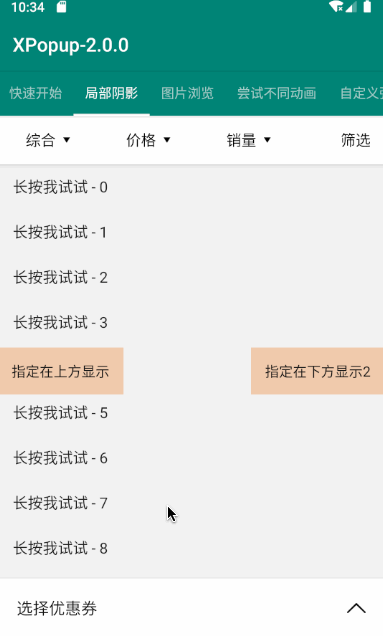 10:34
XPopup-2.0.0
快速开始 局部阴影 图片浏览 尝试不同动画 自定义
综合 价格 销量 筛选
长按我试试 - 0
长按我试试 - 1
长按我试试 - 2
长按我试试 - 3
指定在上方显示 指定在下方显示2
长按我试试 - 5
长按我试试 - 6
长按我试试 - 7
长按我试试 - 8
选择优惠券